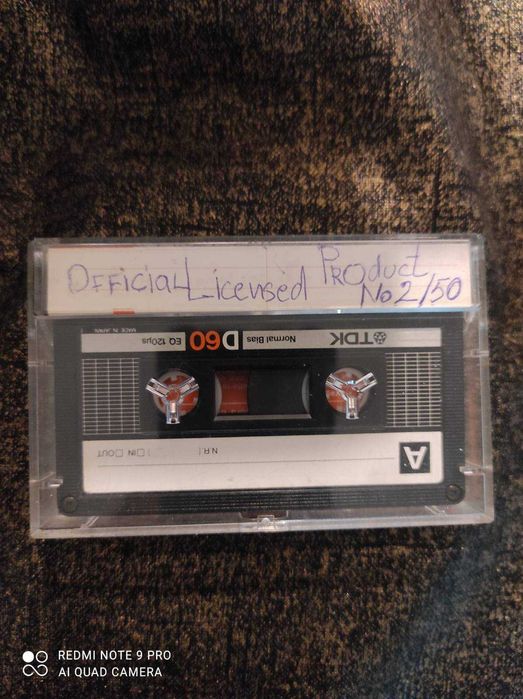 Official Licensed Product
No 2/50
MADE IN JAPAN
D60 EQ 120µs
Normal Bias
TDK
A
N.R. IN OUT
REDMI NOTE 9 PRO
AI QUAD CAMERA